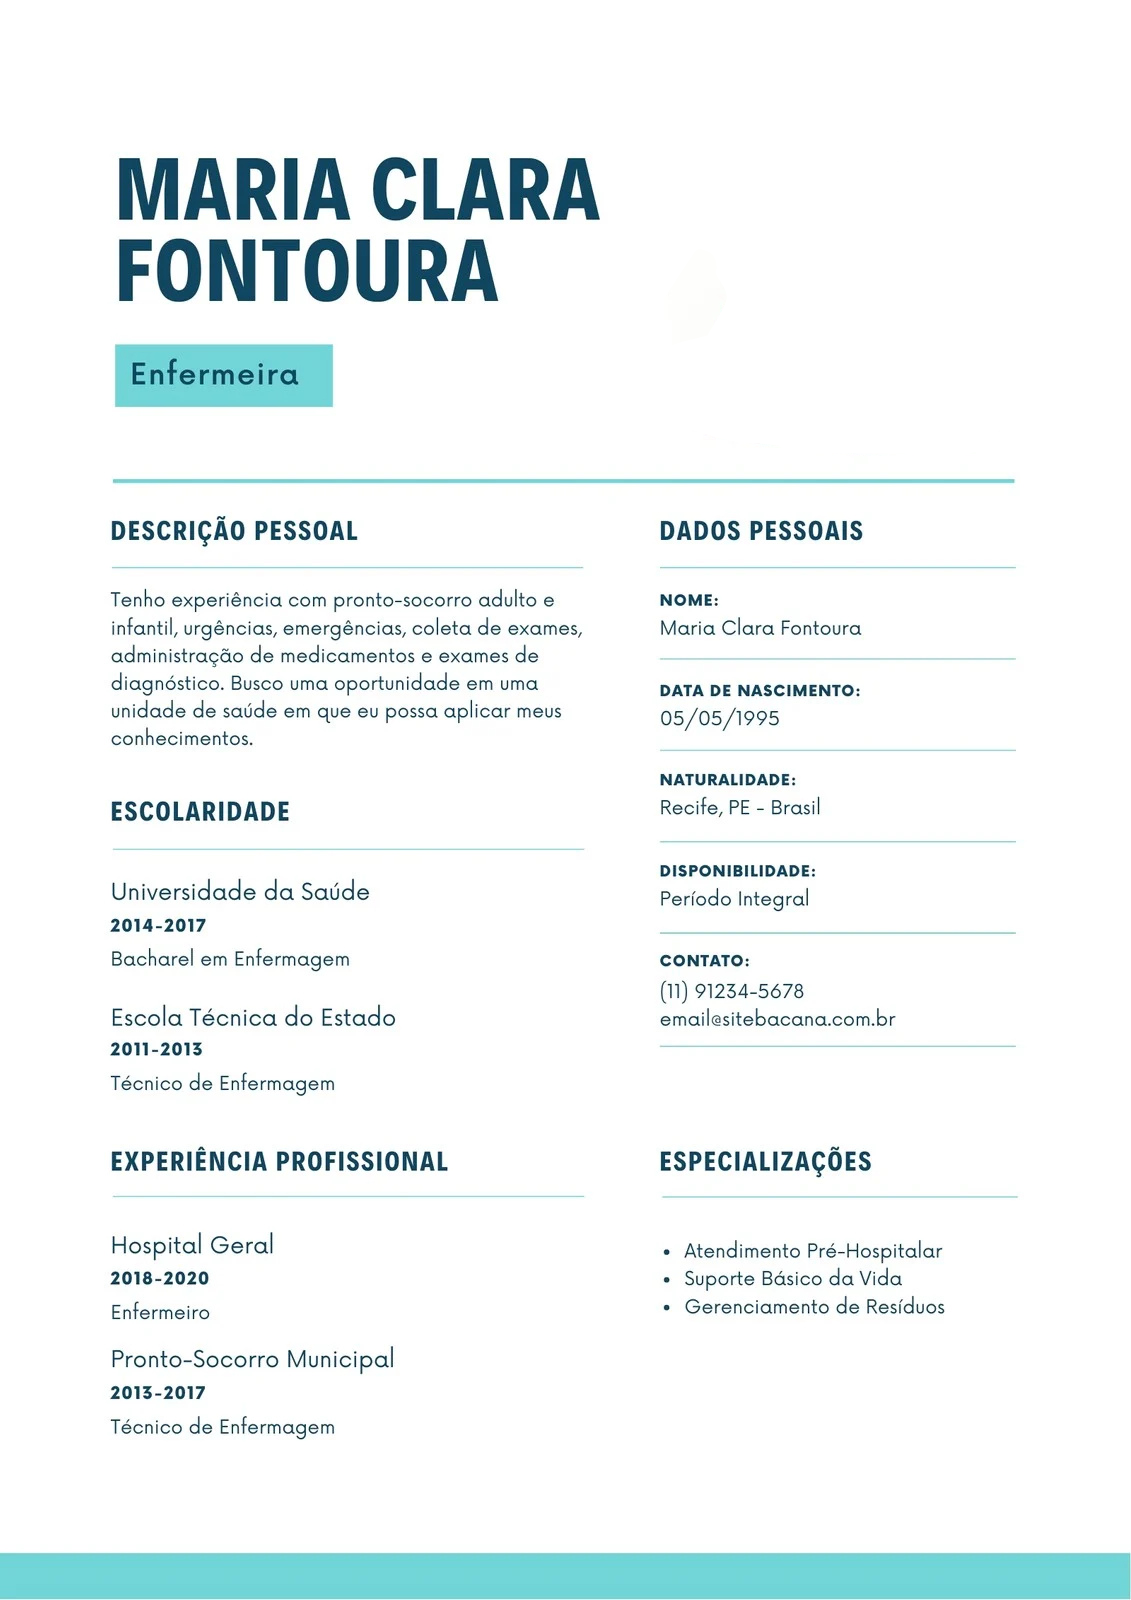 MARIA CLARA
FONTOURA
Enfermeira
DESCRIÇÃO PESSOAL
Tenho experiência com pronto-socorro adulto e
infantil, urgências, emergências, coleta de exames,
administração de medicamentos e exames de
diagnóstico. Busco uma oportunidade em uma
unidade de saúde em que eu possa aplicar meus
conhecimentos.
ESCOLARIDADE
Universidade da Saúde
2014-2017
Bacharel em Enfermagem
Escola Técnica do Estado
2011-2013
Técnico de Enfermagem
EXPERIÊNCIA PROFISSIONAL
Hospital Geral
2018-2020
Enfermeiro
Pronto-Socorro Municipal
2013-2017
Técnico de Enfermagem
DADOS PESSOAIS
NOME:
Maria Clara Fontoura
DATA DE NASCIMENTO:
05/05/1995
NATURALIDADE:
Recife, PE - Brasil
DISPONIBILIDADE:
Período Integral
CONTATO:
(11) 91234-5678
email@sitebacana.com.br
ESPECIALIZAÇÕES
• Atendimento Pré-Hospitalar
• Suporte Básico da Vida
• Gerenciamento de Resíduos